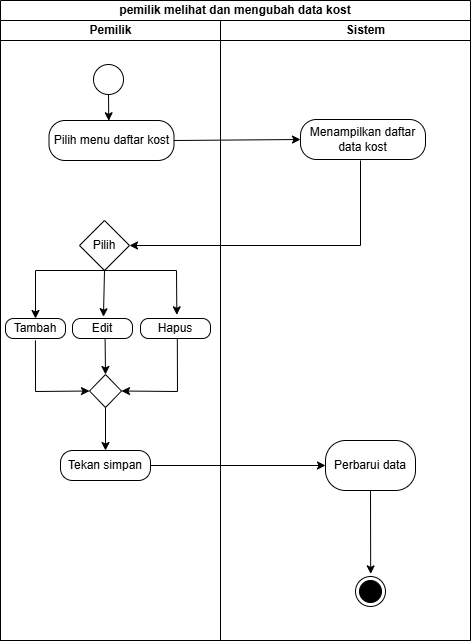 pemilik melihat dan mengubah data kost
Pemilik
Sistem
Pilih menu daftar kost
Menampilkan daftar
data kost
Pilih
Tambah
Edit
Hapus
Tekan simpan
Perbarui data